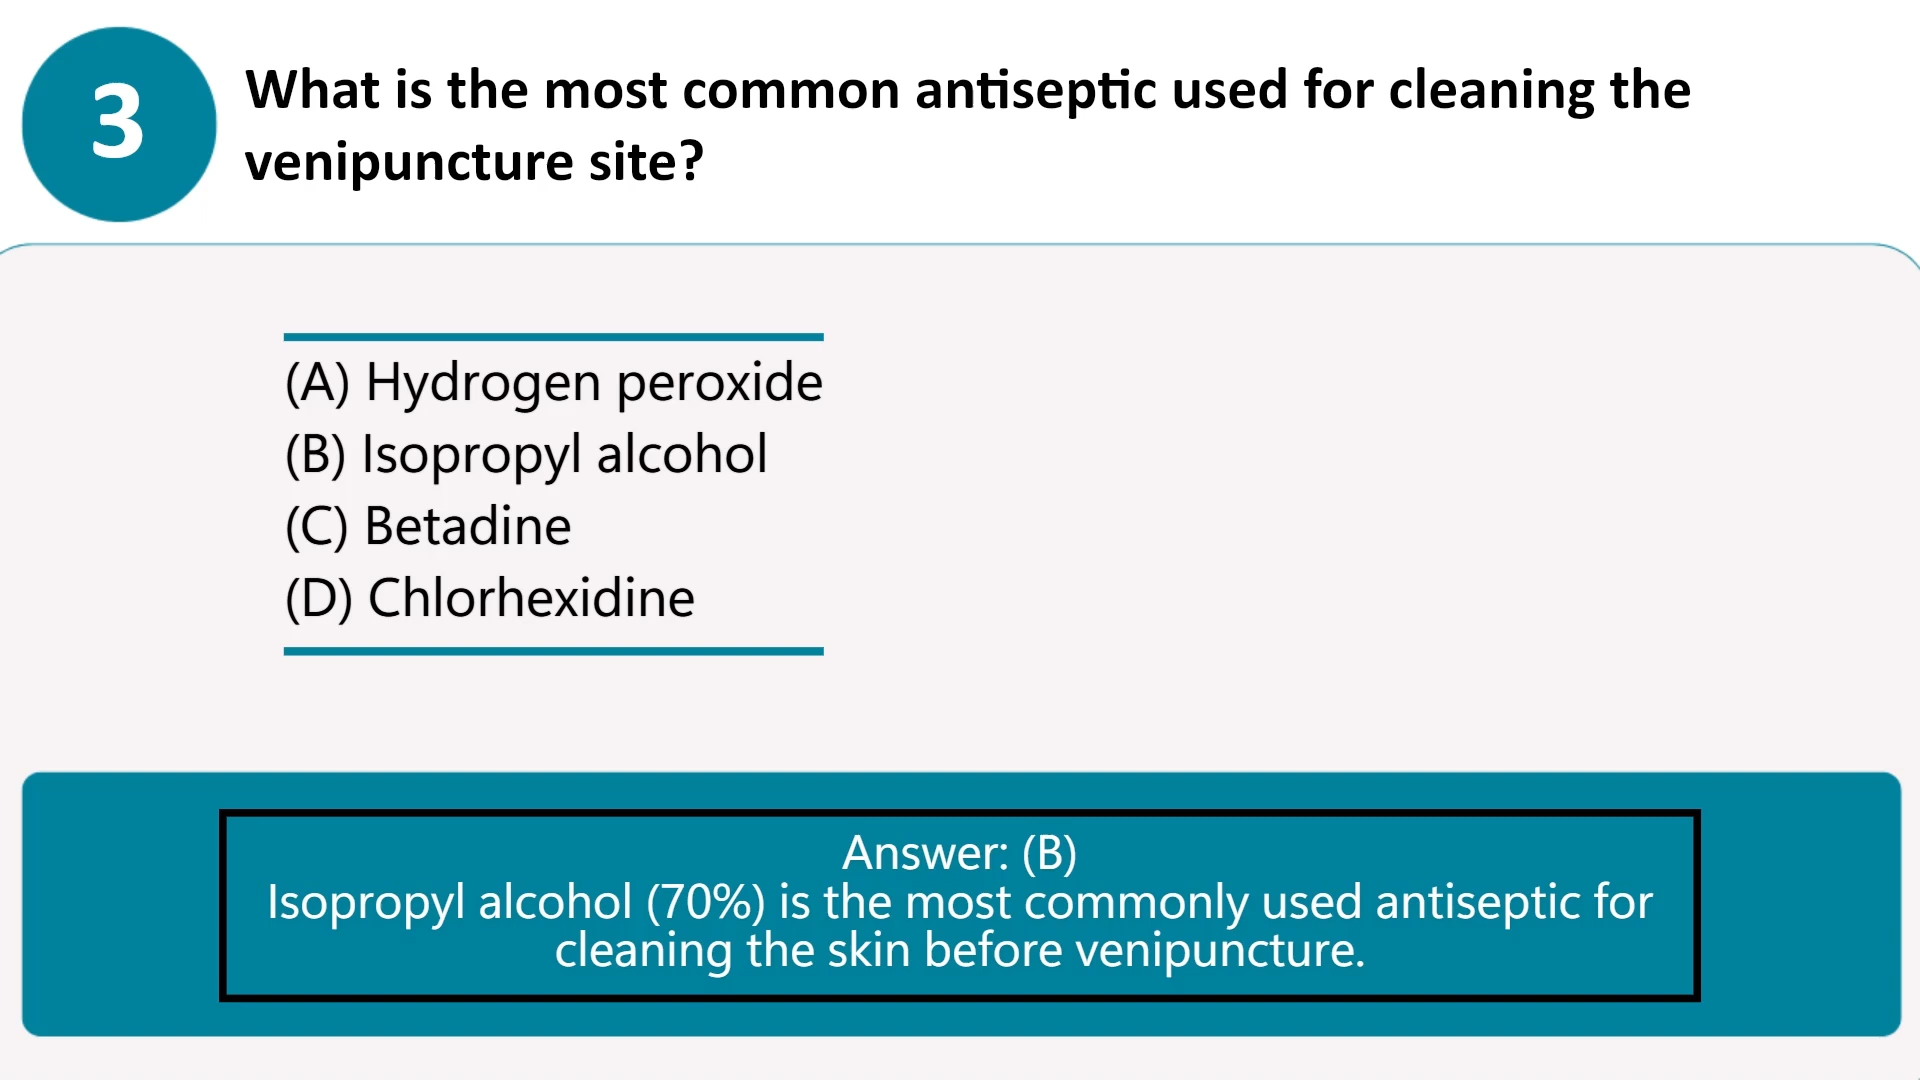 3
What is the most common antiseptic used for cleaning the
venipuncture site?
(A) Hydrogen peroxide
(B) Isopropyl alcohol
(C) Betadine
(D) Chlorhexidine
Answer: (B)
Isopropyl alcohol (70%) is the most commonly used antiseptic for
cleaning the skin before venipuncture.